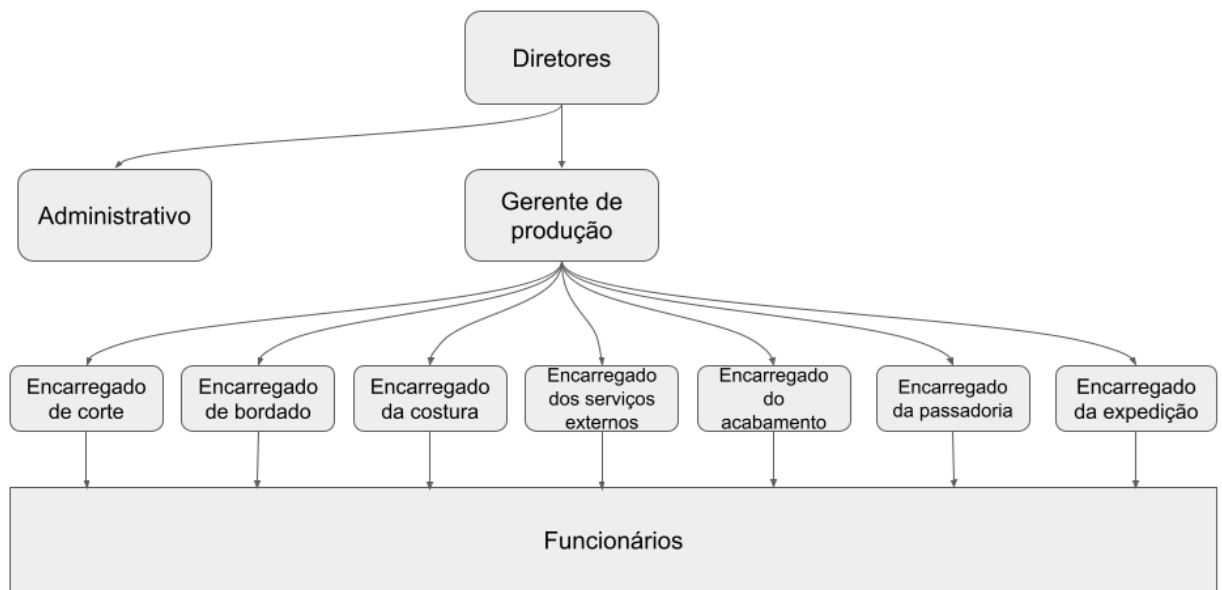 Diretores
Administrativo
Gerente de
produção
Encarregado
de corte
Encarregado
de bordado
Encarregado
da costura
Encarregado
dos serviços
externos
Encarregado
do
acabamento
Encarregado
da passadoria
Encarregado
da expedição
Funcionários